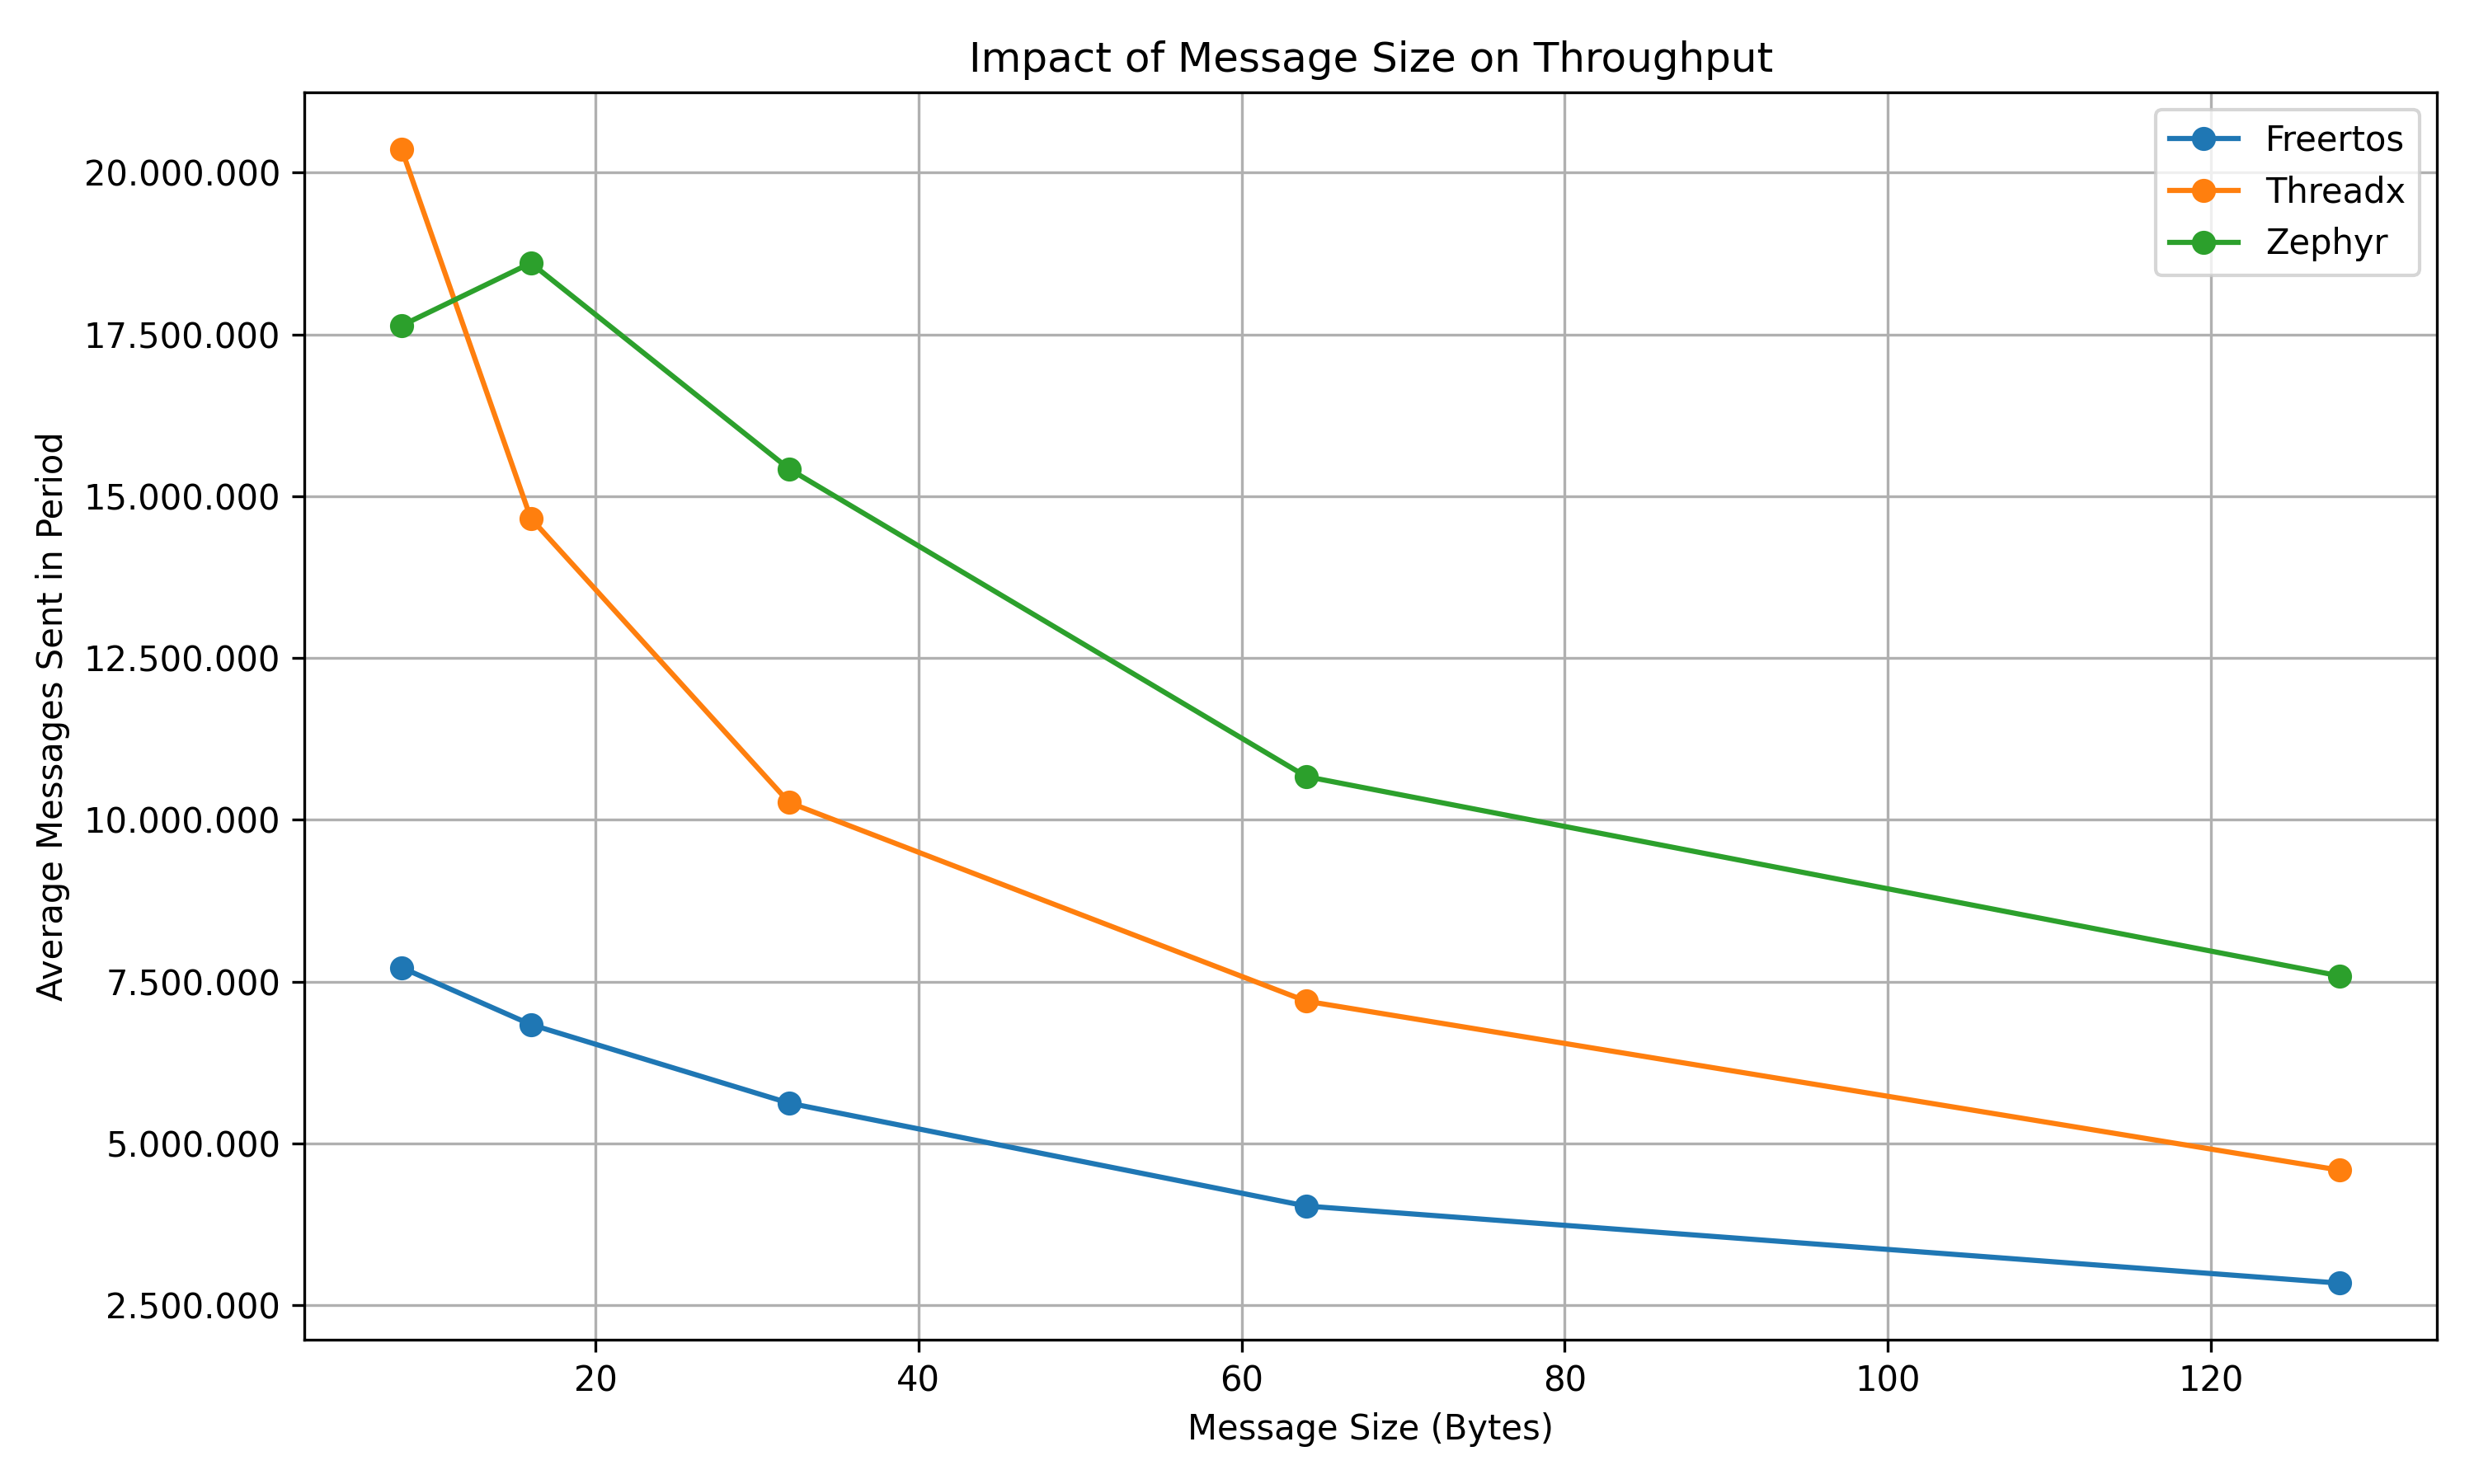 Impact of Message Size on Throughput
Freertos
Threadx
Zephyr
Average Messages Sent in Period
20.000.000
17.500.000
15.000.000
12.500.000
10.000.000
7.500.000
5.000.000
2.500.000
20 40 60 80 100 120
Message Size (Bytes)